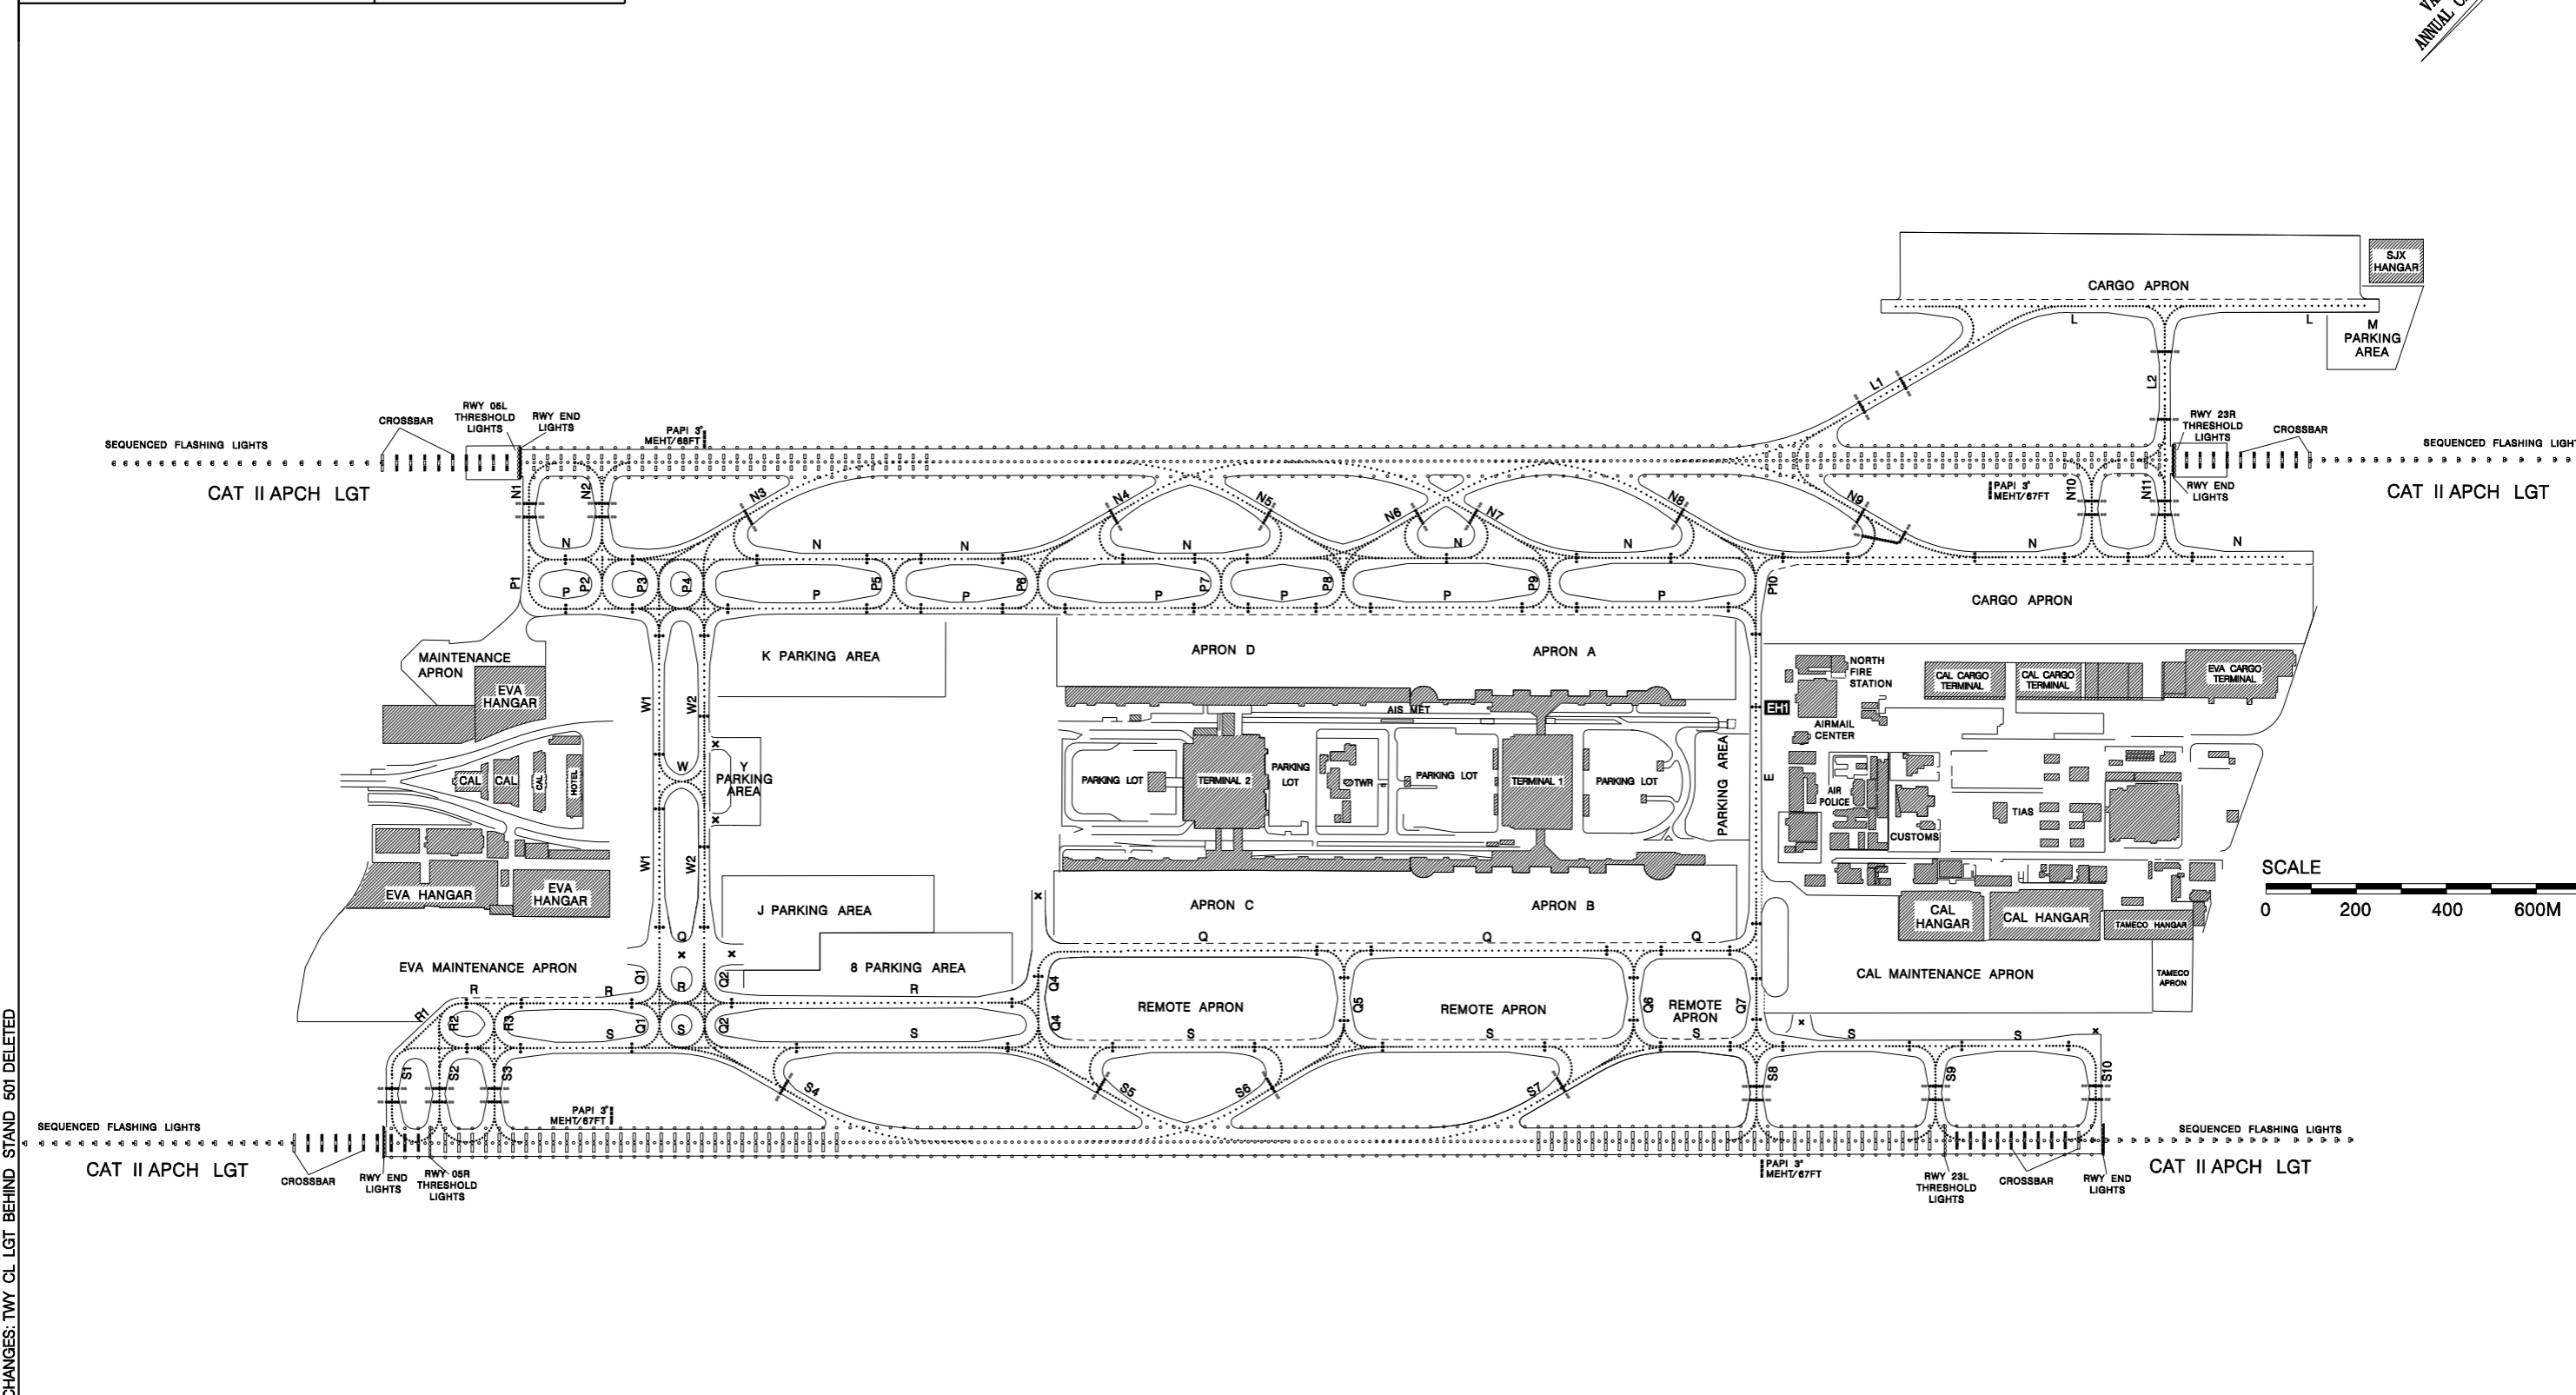 ANNUAL
SJX
HANGAR
CARGO APRON
L
L
M
PARKING
AREA
L1
L2
SEQUENCED FLASHING LIGHTS
CROSSBAR
RWY 05L
THRESHOLD
LIGHTS
RWY END
LIGHTS
PAPI 3°
MEHT/68FT
RWY 23R
THRESHOLD
LIGHTS
CROSSBAR
CAT II APCH LGT
N1
N2
N3
N4
N5
N6
N7
N8
N9
PAPI 3°
MEHT/67FT
N10
N11
RWY END
LIGHTS
CAT II APCH LGT
SEQUENCED FLASHING
N
N
N
N
N
N
N
N
P1
P
P2
P3
P4
P
P5
P
P6
P
P7
P
P8
P
P9
P
P10
CARGO APRON
MAINTENANCE
APRON
EVA
HANGAR
K PARKING AREA
APRON D
APRON A
NORTH
FIRE
STATION
CAL CARGO
TERMINAL
CAL CARGO
TERMINAL
EVA CARGO
TERMINAL
W1
W2
AIS MET
EH1
AIRMAIL
CENTER
CAL
CAL
CAL
HOTEL
W
Y
PARKING
AREA
PARKING LOT
TERMINAL 2
PARKING
LOT
TWR
PARKING LOT
TERMINAL 1
PARKING LOT
PARKING AREA
E
AIR
POLICE
CUSTOMS
TIAS
W1
W2
EVA HANGAR
EVA
HANGAR
J PARKING AREA
APRON C
APRON B
CAL
HANGAR
CAL HANGAR
TAMECO HANGAR
SCALE
0 200 400 600M
EVA MAINTENANCE APRON
Q
Q1
Q2
8 PARKING AREA
Q
Q
Q
CAL MAINTENANCE APRON
TAMECO
APRON
R
R
R
R
R1
R2
R3
Q1
Q2
Q4
Q4
REMOTE APRON
Q5
REMOTE APRON
Q6
REMOTE
APRON
Q7
S
S
S
S
S
S
S
S
S1
S2
S3
S4
S5
S6
S7
S8
S9
S10
PAPI 3°
MEHT/67FT
SEQUENCED FLASHING LIGHTS
CAT II APCH LGT
CROSSBAR
RWY END
LIGHTS
RWY 05R
THRESHOLD
LIGHTS
PAPI 3°
MEHT/67FT
RWY 23L
THRESHOLD
LIGHTS
CROSSBAR
RWY END
LIGHTS
SEQUENCED FLASHING LIGHTS
CAT II APCH LGT
CHANGES: TWY CL LGT BEHIND STAND 501 DELETED